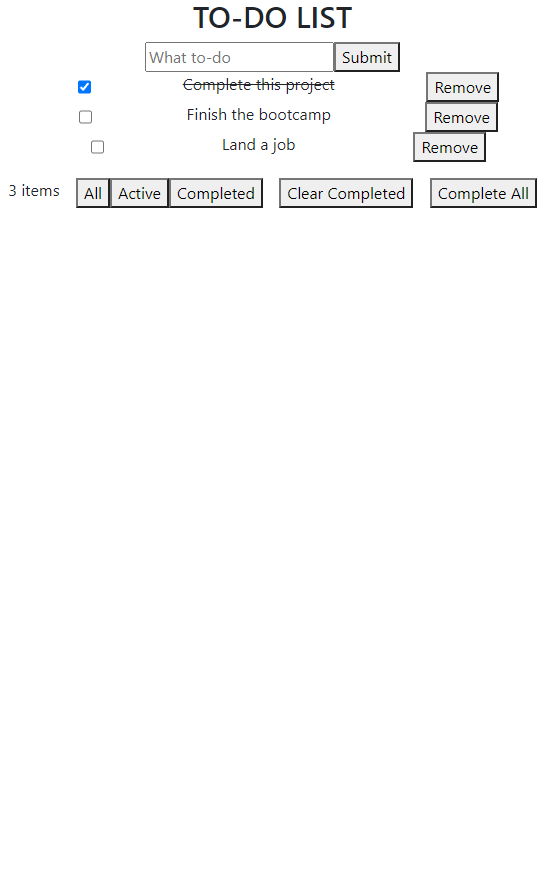 TO-DO LIST
What to-do Submit
Complete this project Remove
Finish the bootcamp Remove
Land a job Remove
3 items All Active Completed Clear Completed Complete All